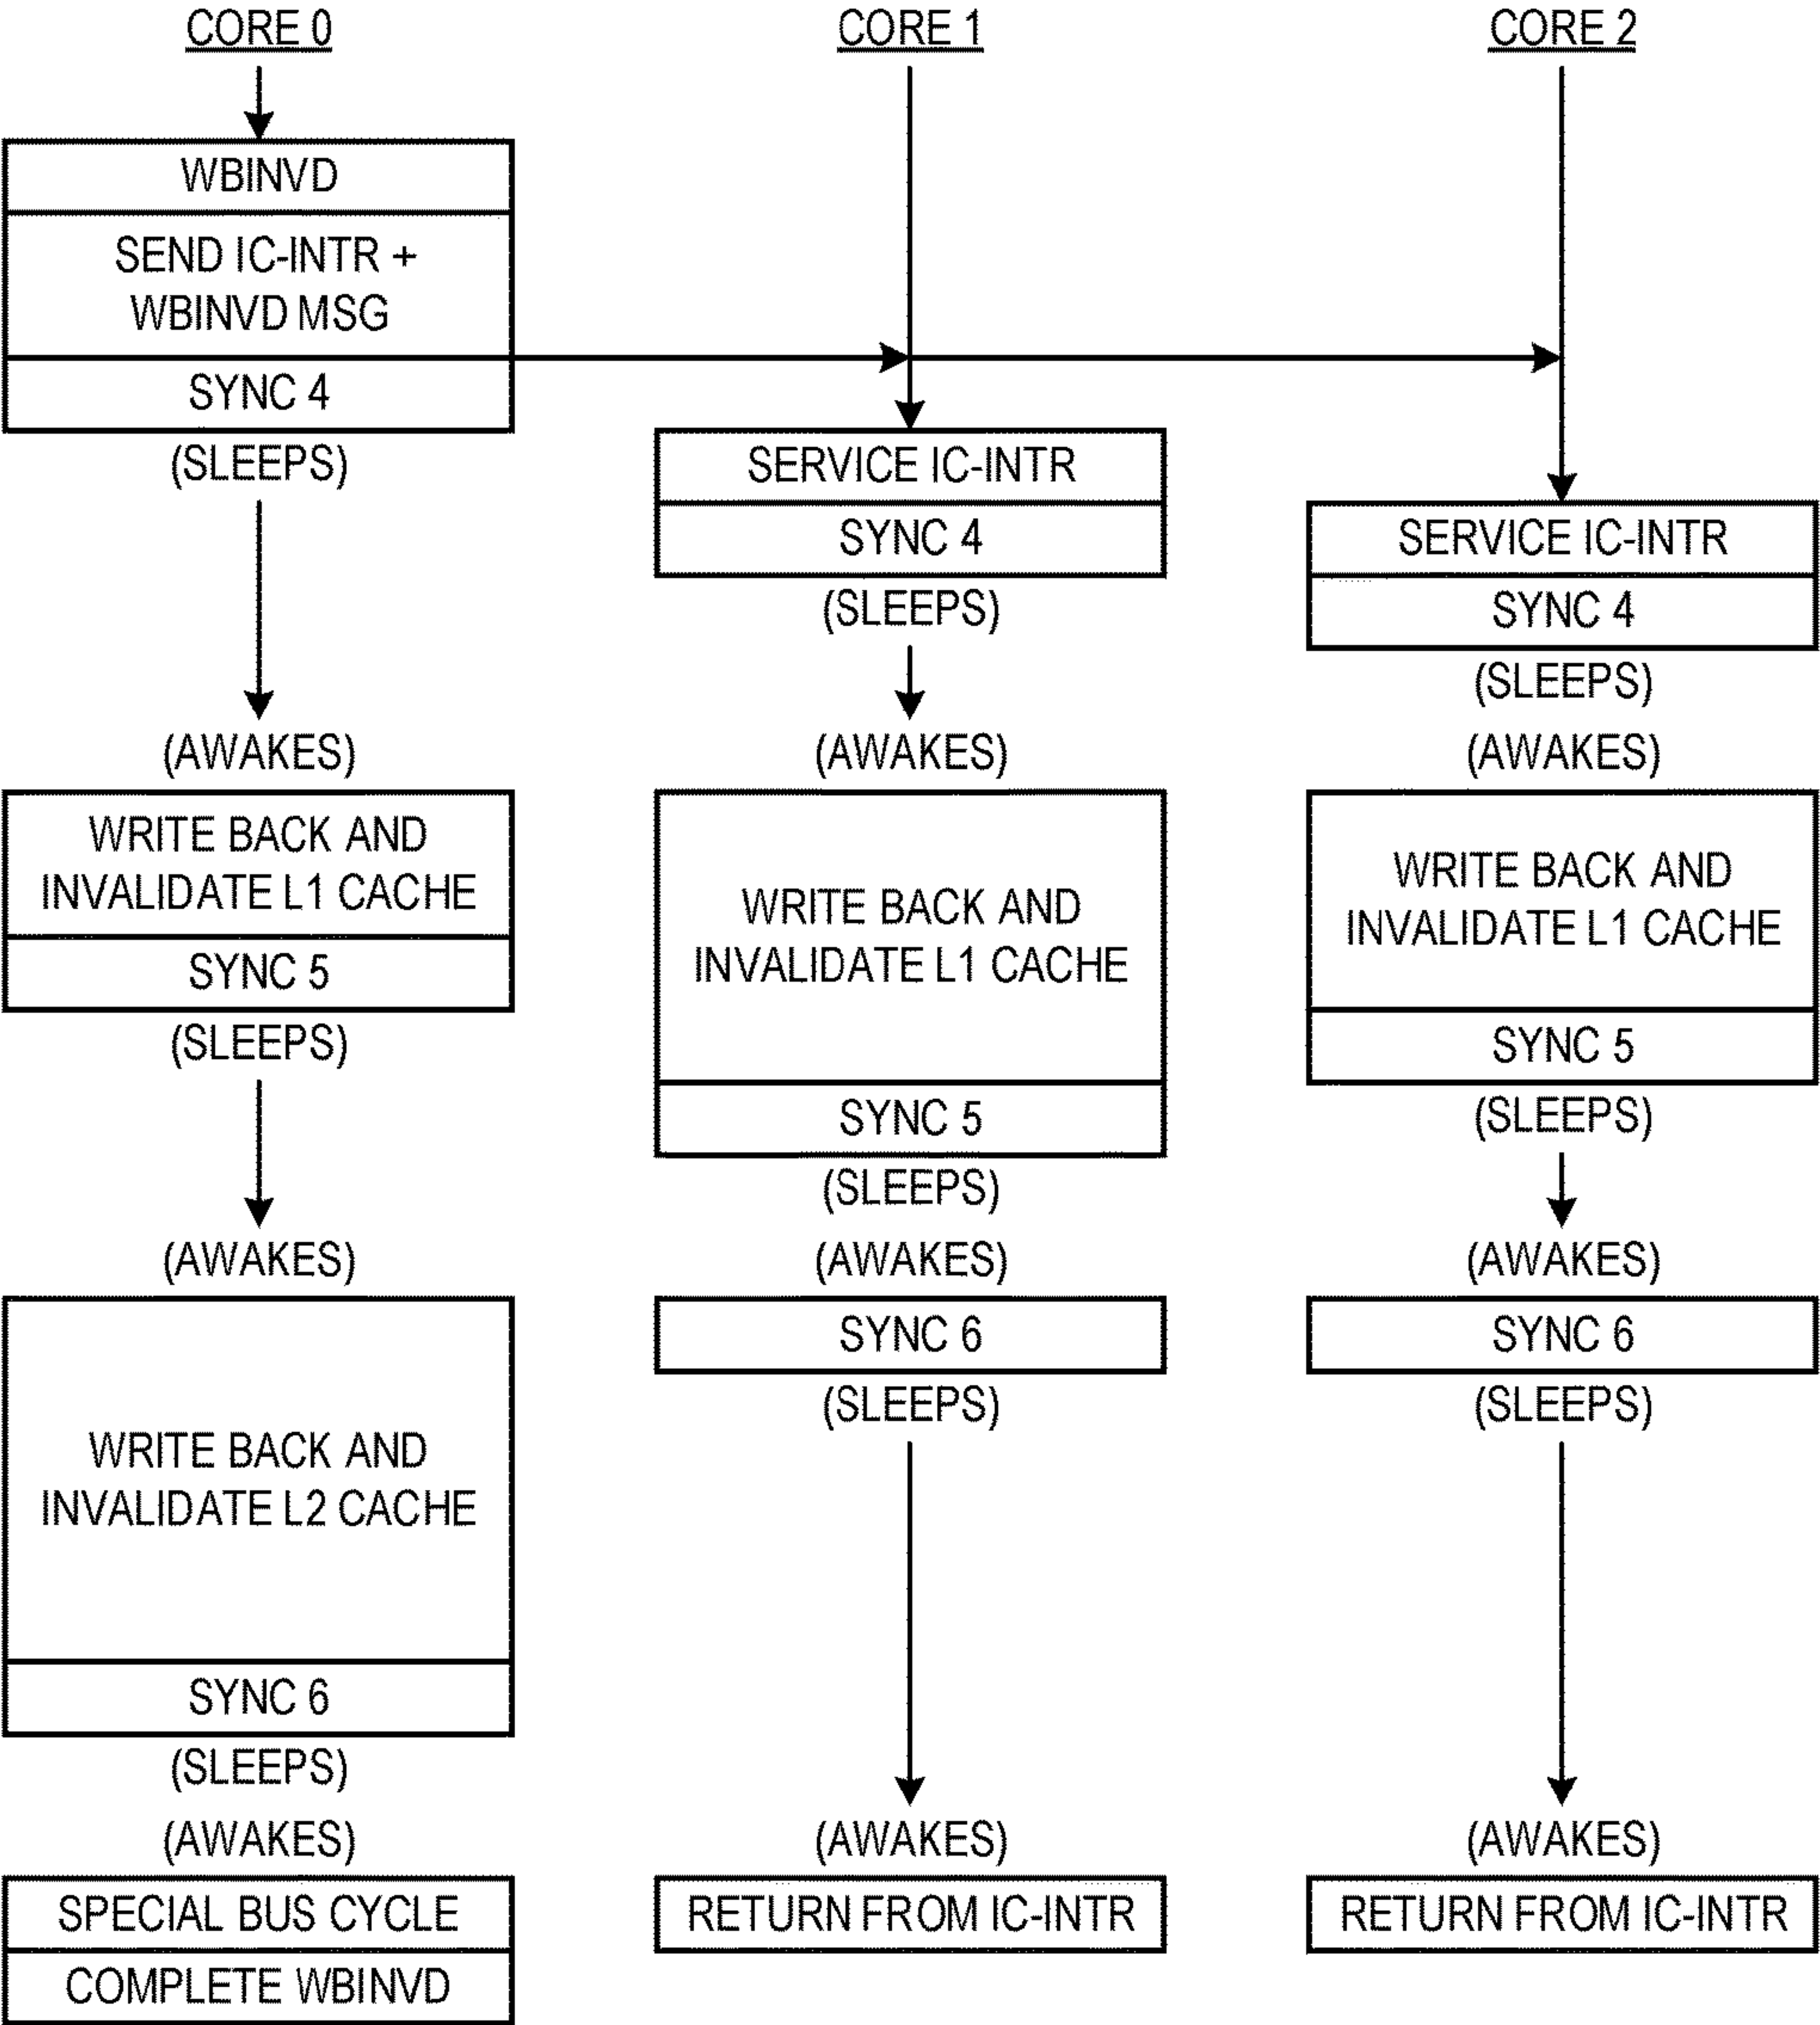 CORE 0
WBINVD
SEND IC-INTR +
WBINVD MSG
SYNC 4
(SLEEPS)
(AWAKES)
WRITE BACK AND
INVALIDATE L1 CACHE
SYNC 5
(SLEEPS)
(AWAKES)
WRITE BACK AND
INVALIDATE L2 CACHE
SYNC 6
(SLEEPS)
(AWAKES)
SPECIAL BUS CYCLE
COMPLETE WBINVD
CORE 1
SERVICE IC-INTR
SYNC 4
(SLEEPS)
(AWAKES)
WRITE BACK AND
INVALIDATE L1 CACHE
SYNC 5
(SLEEPS)
(AWAKES)
SYNC 6
(SLEEPS)
(AWAKES)
RETURN FROM IC-INTR
CORE 2
SERVICE IC-INTR
SYNC 4
(SLEEPS)
(AWAKES)
WRITE BACK AND
INVALIDATE L1 CACHE
SYNC 5
(SLEEPS)
(AWAKES)
SYNC 6
(SLEEPS)
(AWAKES)
RETURN FROM IC-INTR